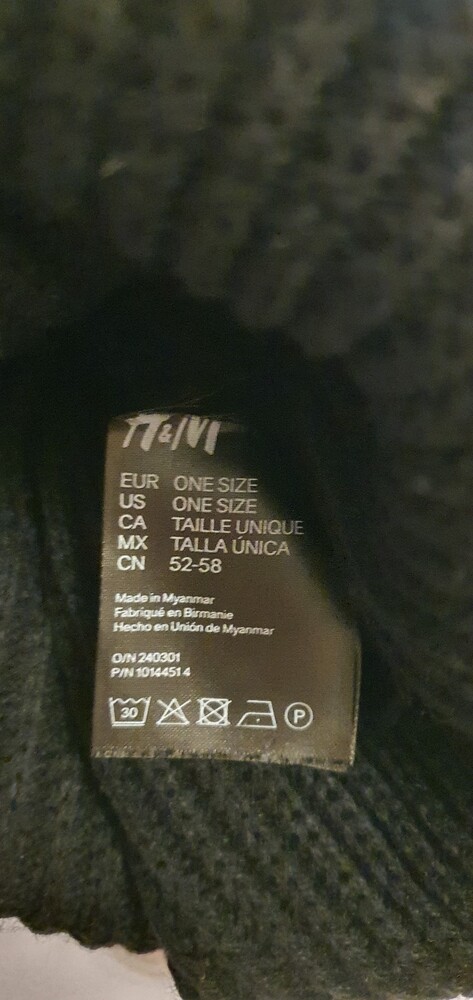 H&M
EUR ONE SIZE
US ONE SIZE
CA TAILLE UNIQUE
MX TALLA ÚNICA
CN 52-58
Made in Myanmar
Fabriqué en Birmanie
Hecho en Unión de Myanmar
O/N 240301
P/N 10144514
30
P